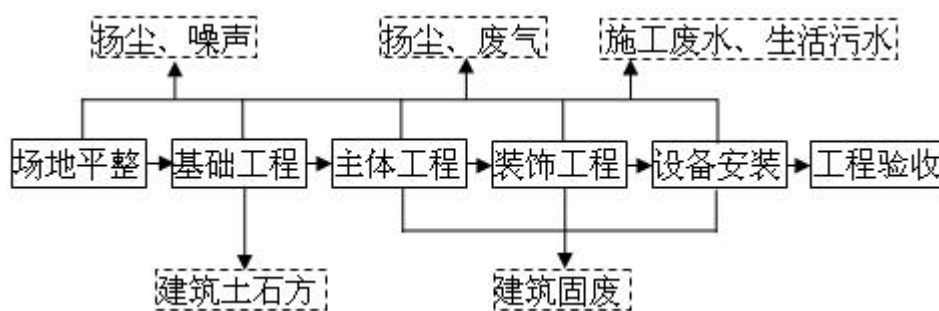 扬尘、噪声
扬尘、废气
施工废水、生活污水
场地平整
基础工程
主体工程
装饰工程
设备安装
工程验收
建筑土石方
建筑固废